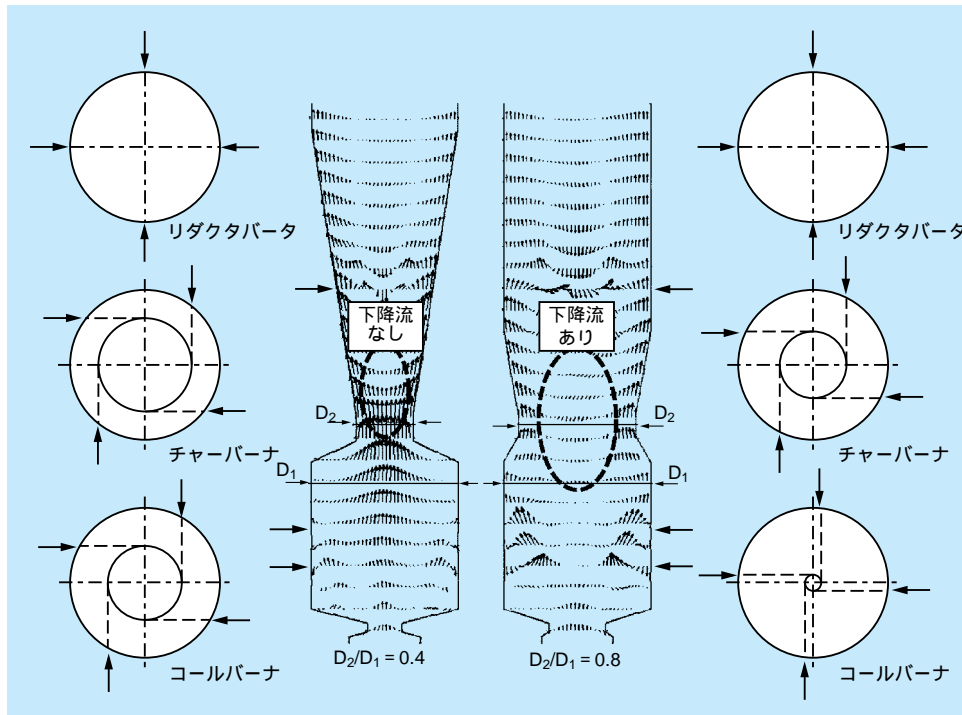 リダクタバータ
チャーバーナ
コールバーナ
下降流
なし
D2
D1
D2/D1 = 0.4
下降流
あり
D2
D1
D2/D1 = 0.8
リダクタバータ
チャーバーナ
コールバーナ